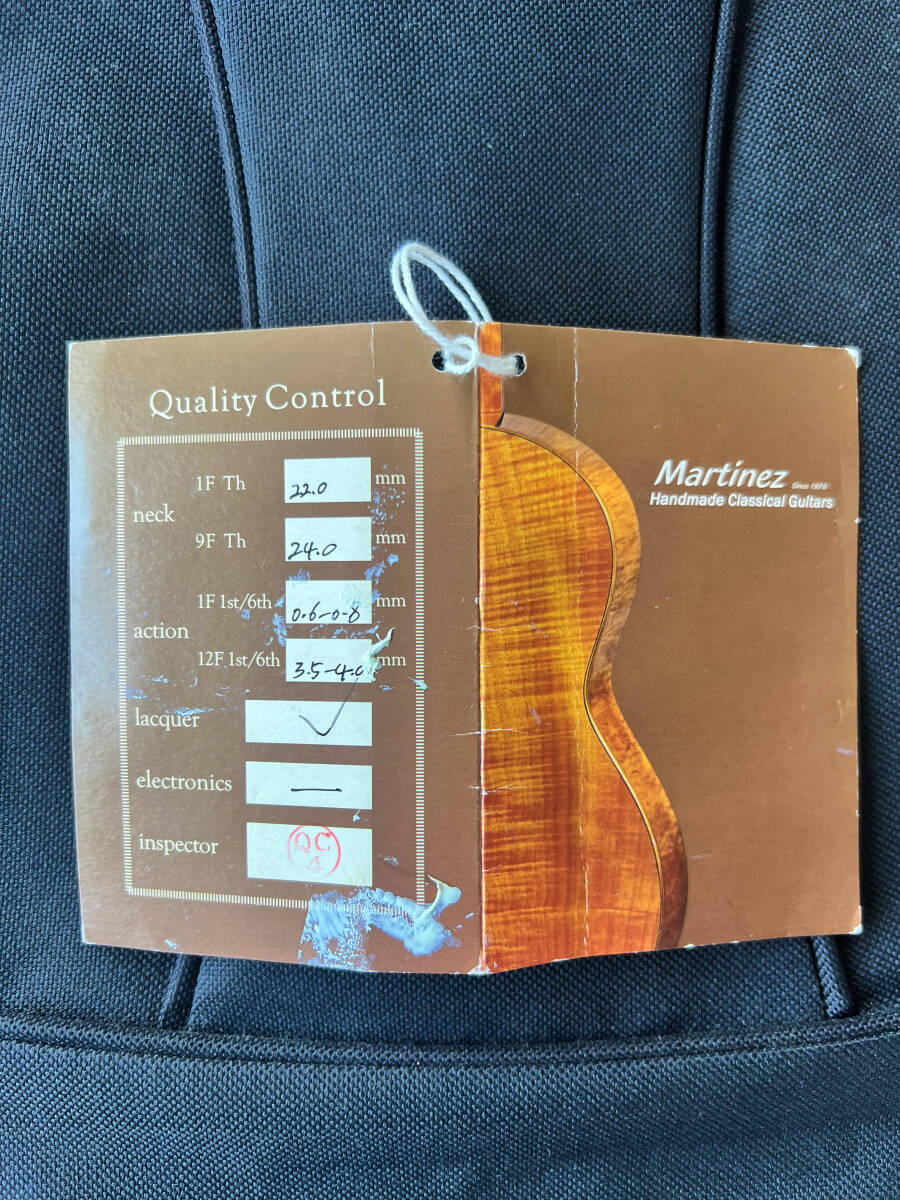 Quality Control
neck
1F Th 22.0 mm
9F Th 24.0 mm
action
1F 1st/6th 0.6-0.8 mm
12F 1st/6th 3.5-4.0 mm
lacquer ✓
electronics —
inspector QC 4
Martinez Since 1978
Handmade Classical Guitars